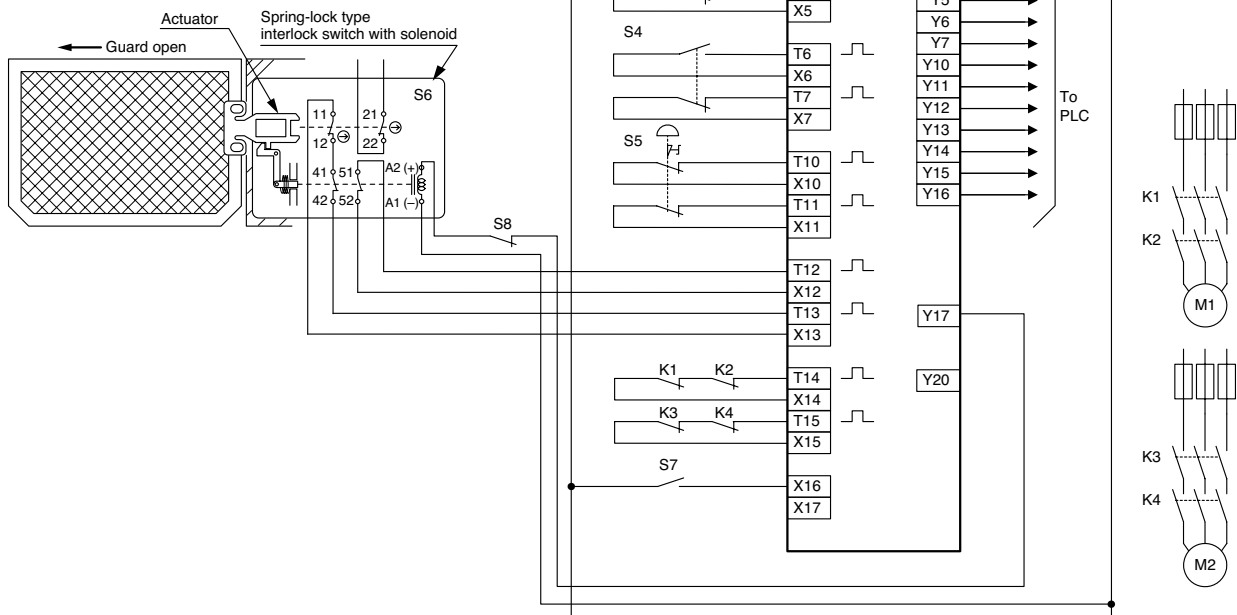 Actuator
Spring-lock type
interlock switch with solenoid
Guard open
S6
11
21
12
22
41 51
A2 (+)
42 52
A1 (–)
S8
X5
S4
T6
X6
T7
X7
S5
T10
X10
T11
X11
T12
X12
T13
X13
K1 K2
T14
X14
K3 K4
T15
X15
S7
X16
X17
Y5
Y6
Y7
Y10
Y11
Y12
Y13
Y14
Y15
Y16
To
PLC
Y17
Y20
K1
K2
M1
K3
K4
M2